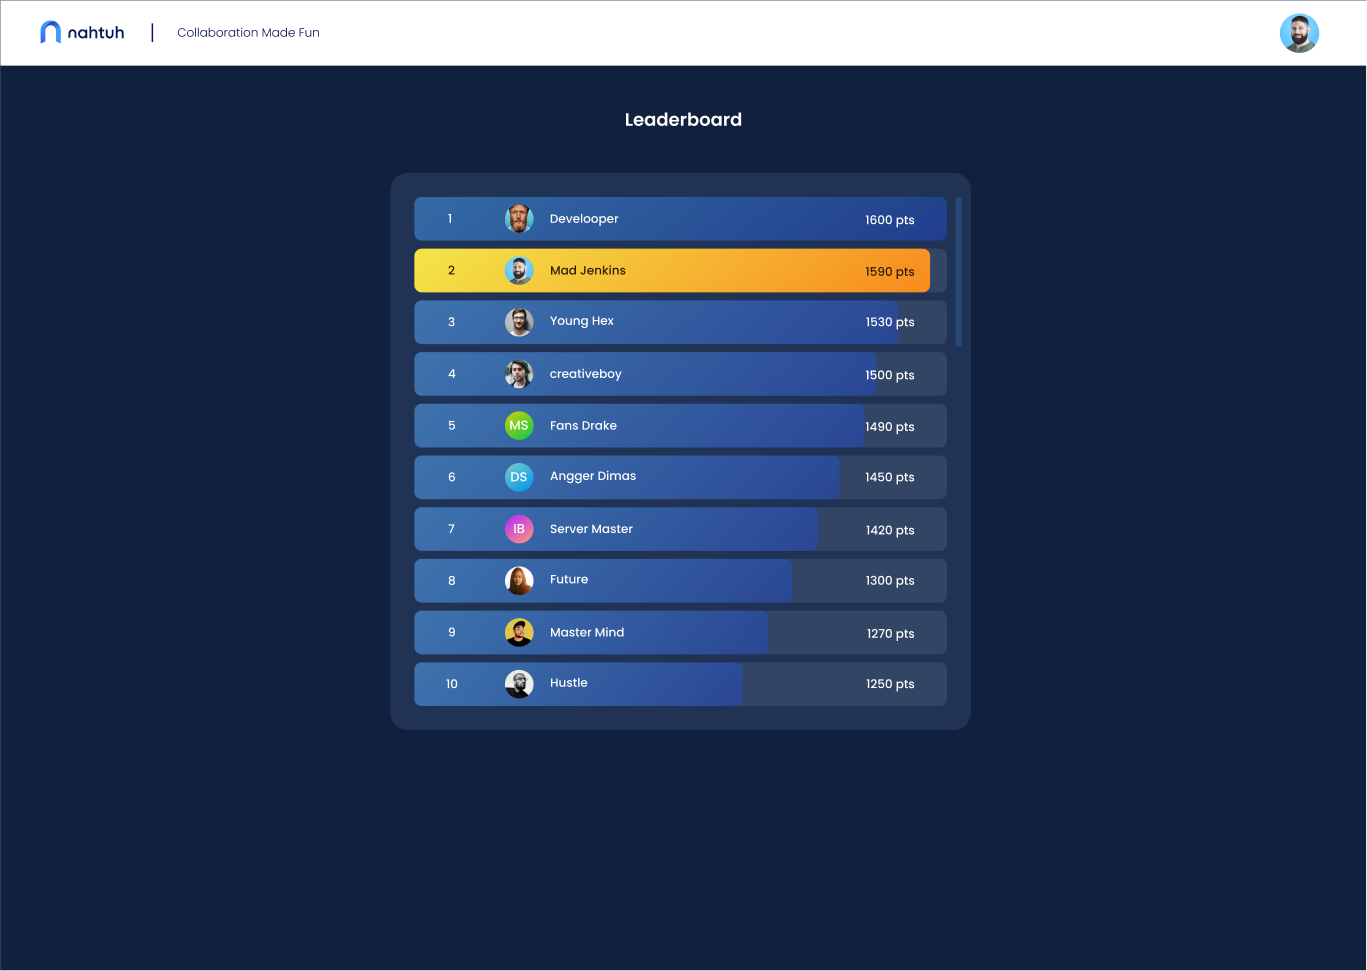 nahtuh | Collaboration Made Fun
Leaderboard
1 Develooper 1600 pts
2 Mad Jenkins 1590 pts
3 Young Hex 1530 pts
4 creativeboy 1500 pts
5 MS Fans Drake 1490 pts
6 DS Angger Dimas 1450 pts
7 IB Server Master 1420 pts
8 Future 1300 pts
9 Master Mind 1270 pts
10 Hustle 1250 pts